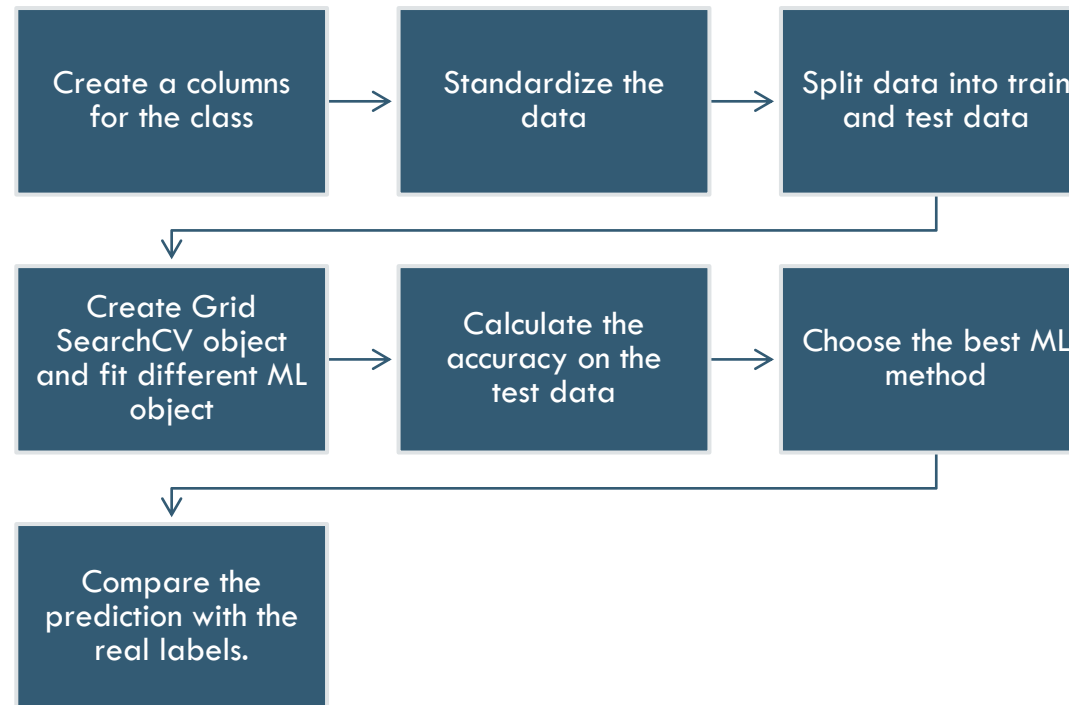 Create a columns
for the class
Standardize the
data
Split data into train
and test data
Create Grid
SearchCV object
and fit different ML
object
Calculate the
accuracy on the
test data
Choose the best ML
method
Compare the
prediction with the
real labels.